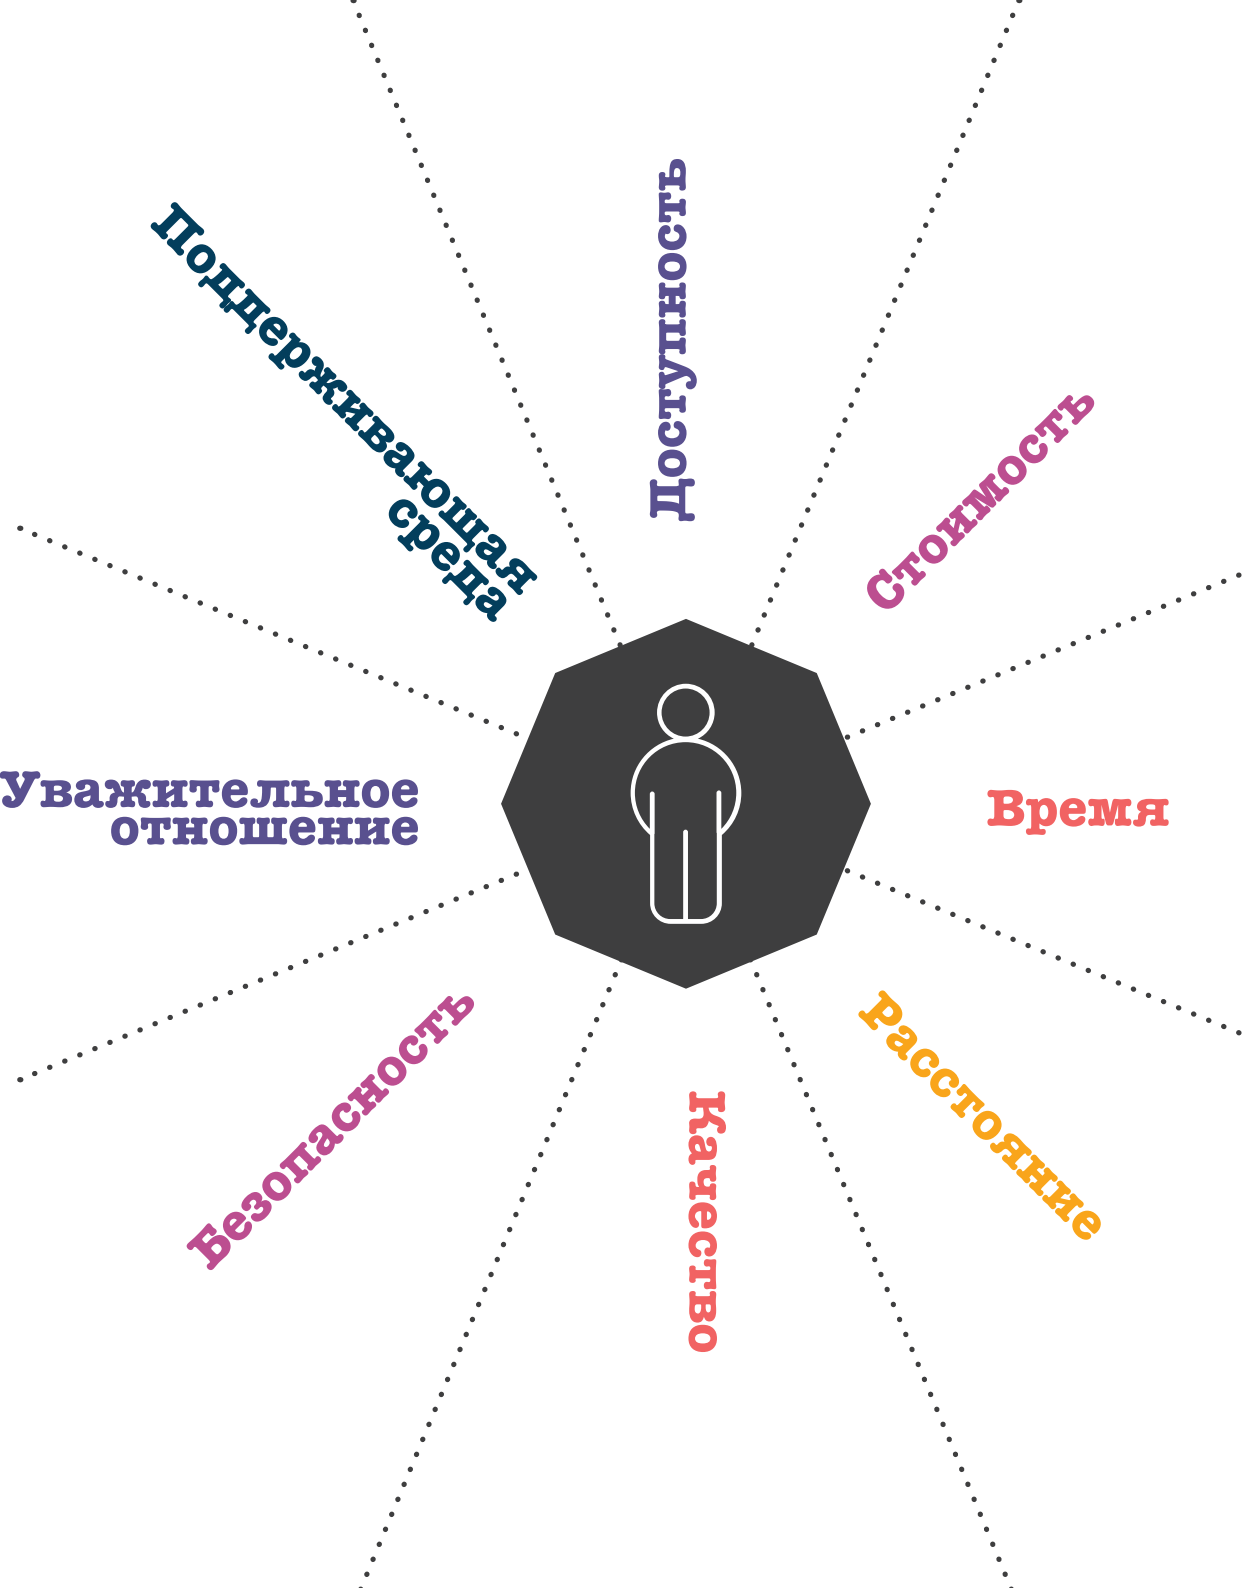 Доступность
Стоимость
Время
Расстояние
Качество
Безопасность
Уважительное
отношение
Поддерживающая
среда